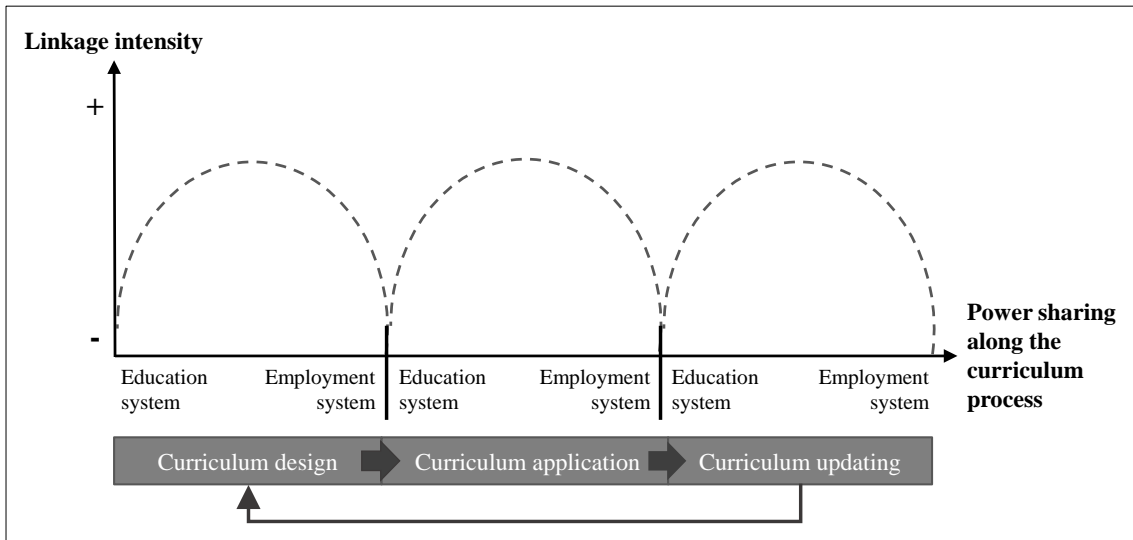 Linkage intensity
+
-
Power sharing
along the
curriculum
process
Education
system
Employment
system
Education
system
Employment
system
Education
system
Employment
system
Curriculum design
Curriculum application
Curriculum updating